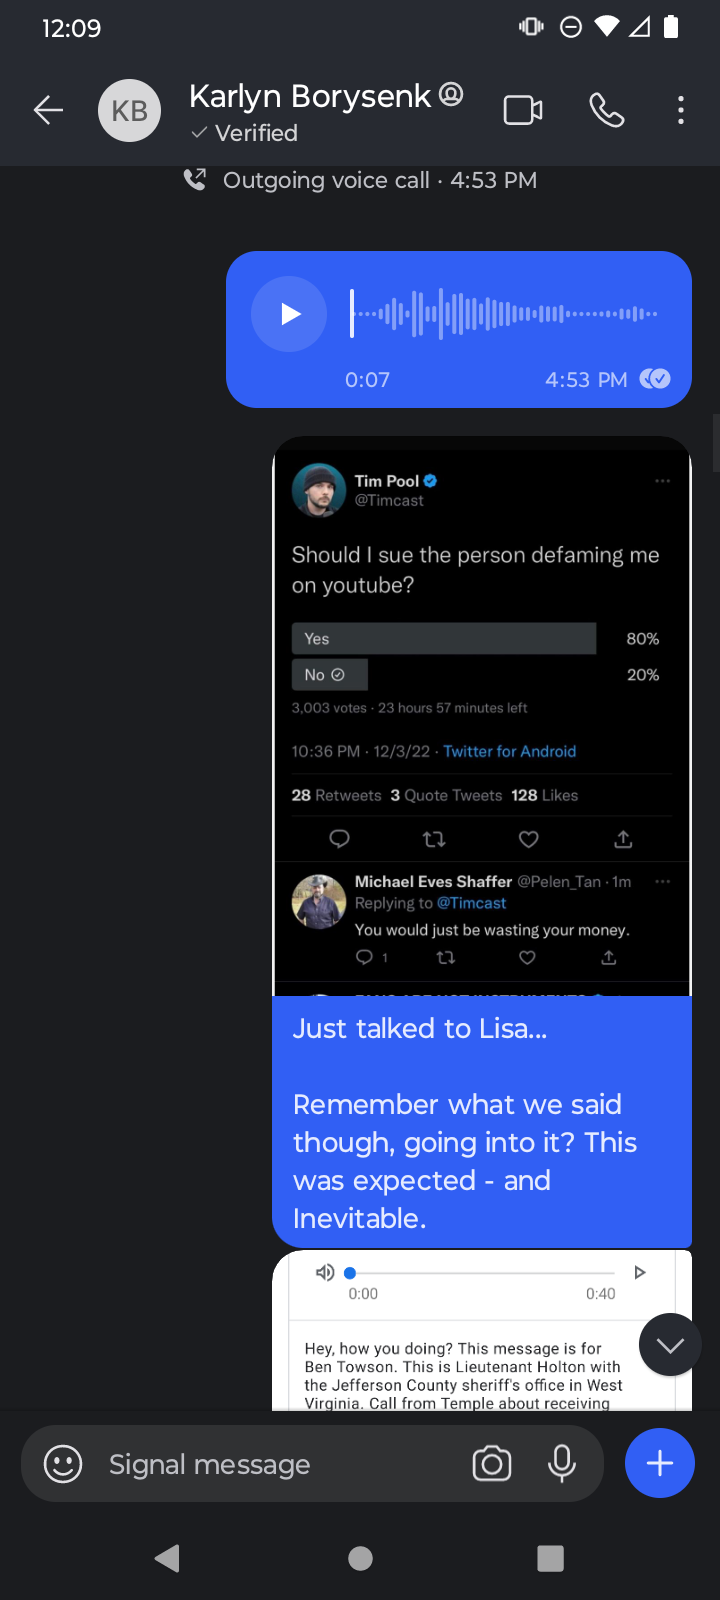 12:09
KB
Karlyn Borysenk
Verified
Outgoing voice call · 4:53 PM
0:07
4:53 PM
Tim Pool
@Timcast
Should I sue the person defaming me
on youtube?
Yes 80%
No 20%
3,003 votes · 23 hours 57 minutes left
10:36 PM · 12/3/22 · Twitter for Android
28 Retweets 3 Quote Tweets 128 Likes
Michael Eves Shaffer @Pelen_Tan · 1m
Replying to @Timcast
You would just be wasting your money.
1
Just talked to Lisa...
Remember what we said
though, going into it? This
was expected - and
Inevitable.
0:00 0:40
Hey, how you doing? This message is for
Ben Towson. This is Lieutenant Holton with
the Jefferson County sheriff's office in West
Virginia. Call from Temple about receiving
Signal message